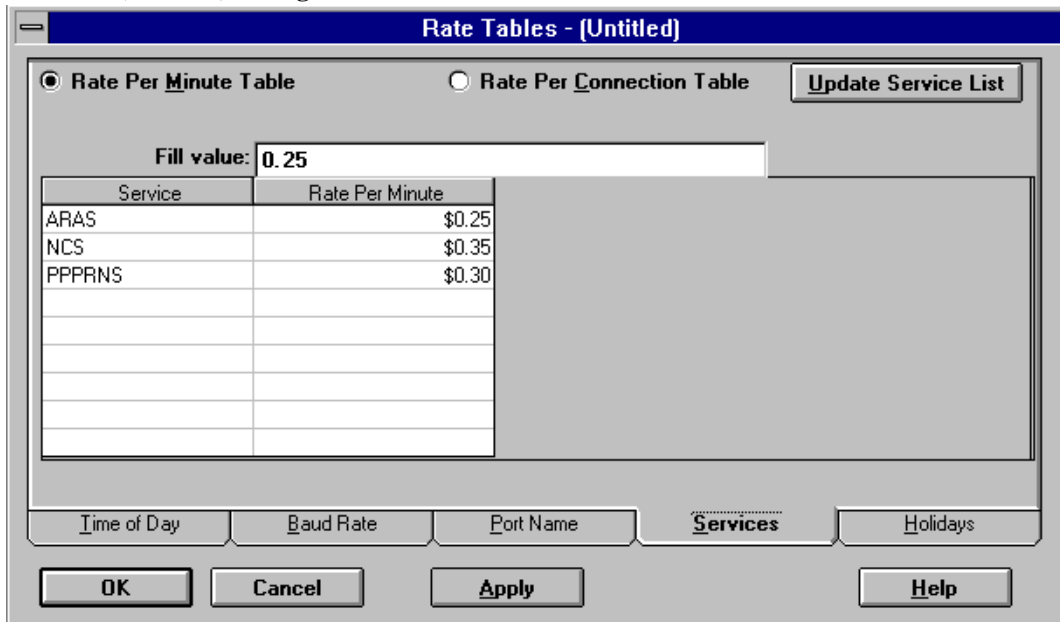 Rate Tables - (Untitled)
Rate Per Minute Table Rate Per Connection Table Update Service List
Fill value: 0.25
Service Rate Per Minute
ARAS $0.25
NCS $0.35
PPPRNS $0.30
Time of Day Baud Rate Port Name Services Holidays
OK Cancel Apply Help